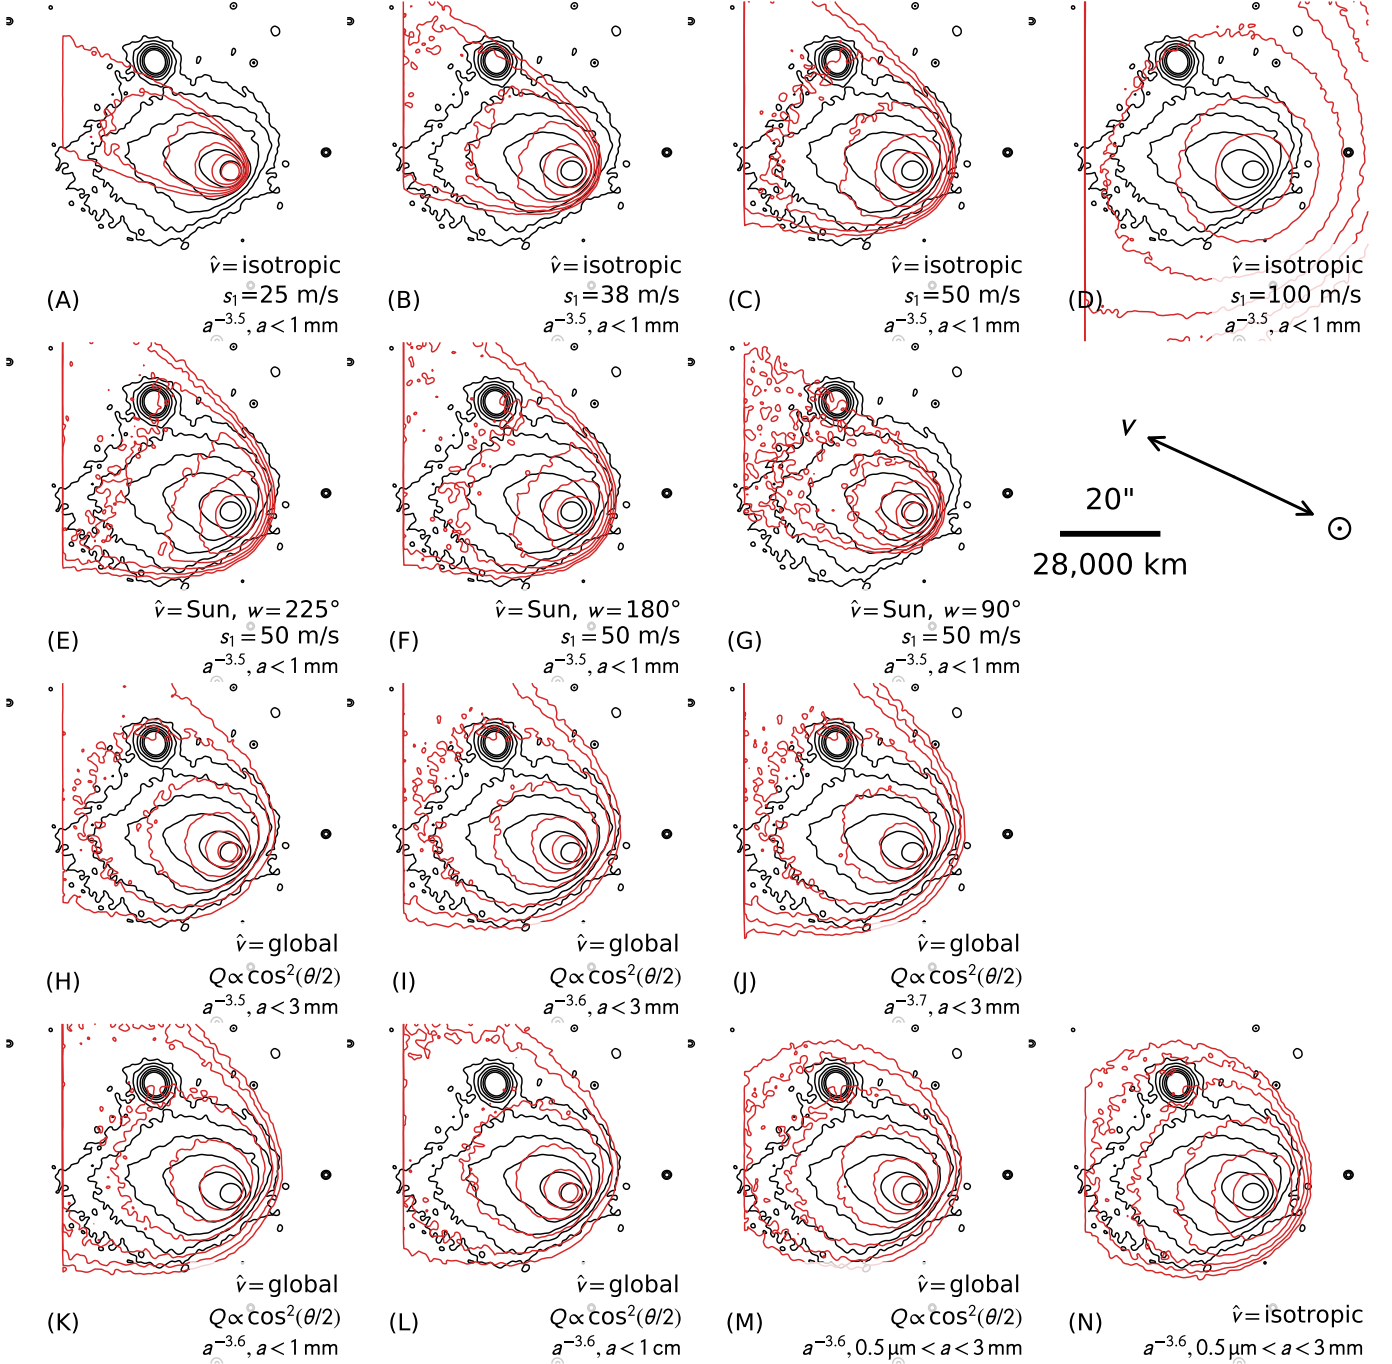 v̂ = isotropic
(A) s₁ = 25 m/s
a⁻³·⁵, a < 1 mm
v̂ = isotropic
(B) s₁ = 38 m/s
a⁻³·⁵, a < 1 mm
v̂ = isotropic
(C) s₁ = 50 m/s
a⁻³·⁵, a < 1 mm
v̂ = isotropic
(D) s₁ = 100 m/s
a⁻³·⁵, a < 1 mm
v̂ = Sun, w = 225°
(E) s₁ = 50 m/s
a⁻³·⁵, a < 1 mm
v̂ = Sun, w = 180°
(F) s₁ = 50 m/s
a⁻³·⁵, a < 1 mm
v̂ = Sun, w = 90°
(G) s₁ = 50 m/s
a⁻³·⁵, a < 1 mm
v
20"
28,000 km
v̂ = global
(H) Q ∝ cos²(θ/2)
a⁻³·⁵, a < 3 mm
v̂ = global
(I) Q ∝ cos²(θ/2)
a⁻³·⁶, a < 3 mm
v̂ = global
(J) Q ∝ cos²(θ/2)
a⁻³·⁷, a < 3 mm
v̂ = global
(K) Q ∝ cos²(θ/2)
a⁻³·⁶, a < 1 mm
v̂ = global
(L) Q ∝ cos²(θ/2)
a⁻³·⁶, a < 1 cm
v̂ = global
(M) Q ∝ cos²(θ/2)
a⁻³·⁶, 0.5 μm < a < 3 mm
(N) v̂ = isotropic
a⁻³·⁶, 0.5 μm < a < 3 mm